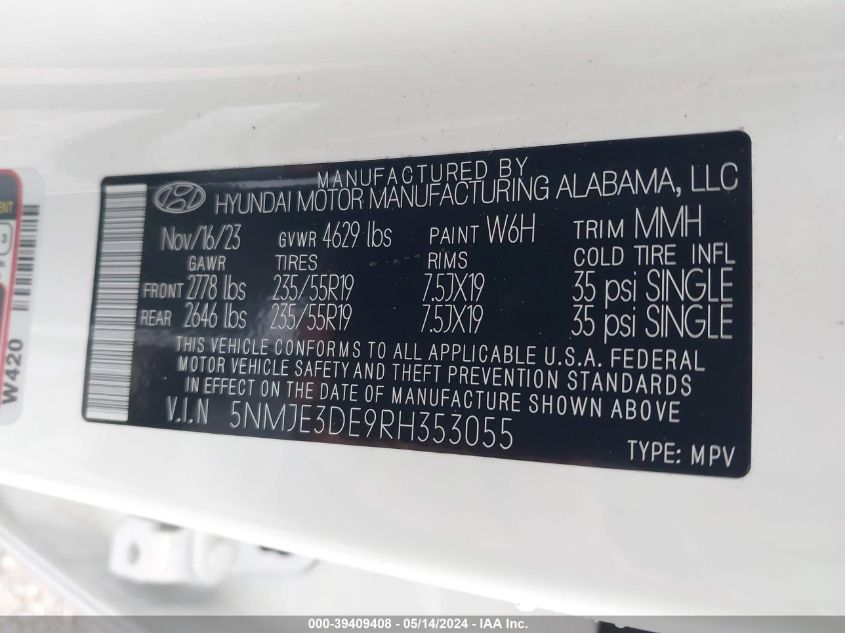 MANUFACTURED BY
HYUNDAI MOTOR MANUFACTURING ALABAMA, LLC
Nov/16/23 GVWR 4629 lbs PAINT W6H TRIM MMH
GAWR TIRES RIMS COLD TIRE INFL
FRONT 2778 lbs 235/55R19 7.5JX19 35 psi SINGLE
REAR 2646 lbs 235/55R19 7.5JX19 35 psi SINGLE
THIS VEHICLE CONFORMS TO ALL APPLICABLE U.S.A. FEDERAL
MOTOR VEHICLE SAFETY AND THEFT PREVENTION STANDARDS
IN EFFECT ON THE DATE OF MANUFACTURE SHOWN ABOVE
V.I.N 5NMJE3DE9RH353055
TYPE: MPV
W420
000-39409408 - 05/14/2024 - IAA Inc.